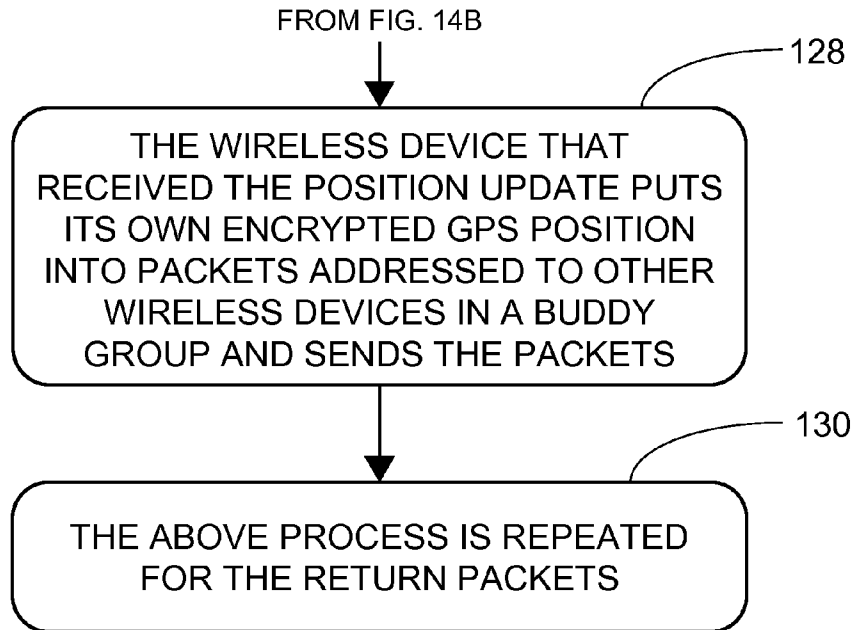 FROM FIG. 14B
128
THE WIRELESS DEVICE THAT
RECEIVED THE POSITION UPDATE PUTS
ITS OWN ENCRYPTED GPS POSITION
INTO PACKETS ADDRESSED TO OTHER
WIRELESS DEVICES IN A BUDDY
GROUP AND SENDS THE PACKETS
130
THE ABOVE PROCESS IS REPEATED
FOR THE RETURN PACKETS